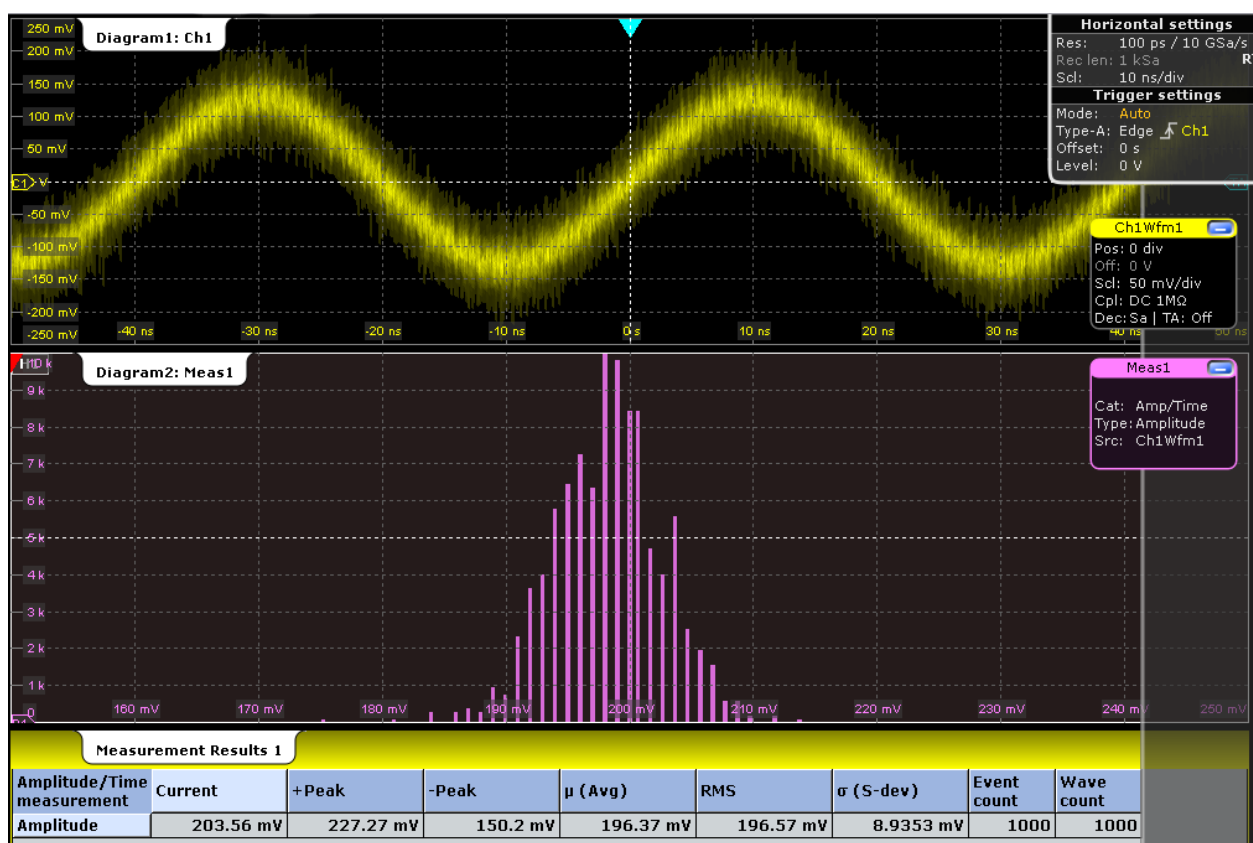 250 mV
Diagram1: Ch1
200 mV
150 mV
100 mV
50 mV
C1 V
-50 mV
-100 mV
-150 mV
-200 mV
-250 mV
-40 ns -30 ns -20 ns -10 ns 0 s 10 ns 20 ns 30 ns 40 ns 50 ns
Horizontal settings
Res: 100 ps / 10 GSa/s
Rec len: 1 kSa R
Scl: 10 ns/div
Trigger settings
Mode: Auto
Type-A: Edge Ch1
Offset: 0 s
Level: 0 V
Ch1Wfm1
Pos: 0 div
Off: 0 V
Scl: 50 mV/div
Cpl: DC 1MΩ
Dec: Sa | TA: Off
10 k
Diagram2: Meas1
9 k
8 k
7 k
6 k
5 k
4 k
3 k
2 k
1 k
0
160 mV 170 mV 180 mV 190 mV 200 mV 210 mV 220 mV 230 mV 240 mV 250 mV
Meas1
Cat: Amp/Time
Type: Amplitude
Src: Ch1Wfm1
Measurement Results 1
Amplitude/Time measurement Current +Peak -Peak µ (Avg) RMS σ (S-dev) Event count Wave count
Amplitude 203.56 mV 227.27 mV 150.2 mV 196.37 mV 196.57 mV 8.9353 mV 1000 1000